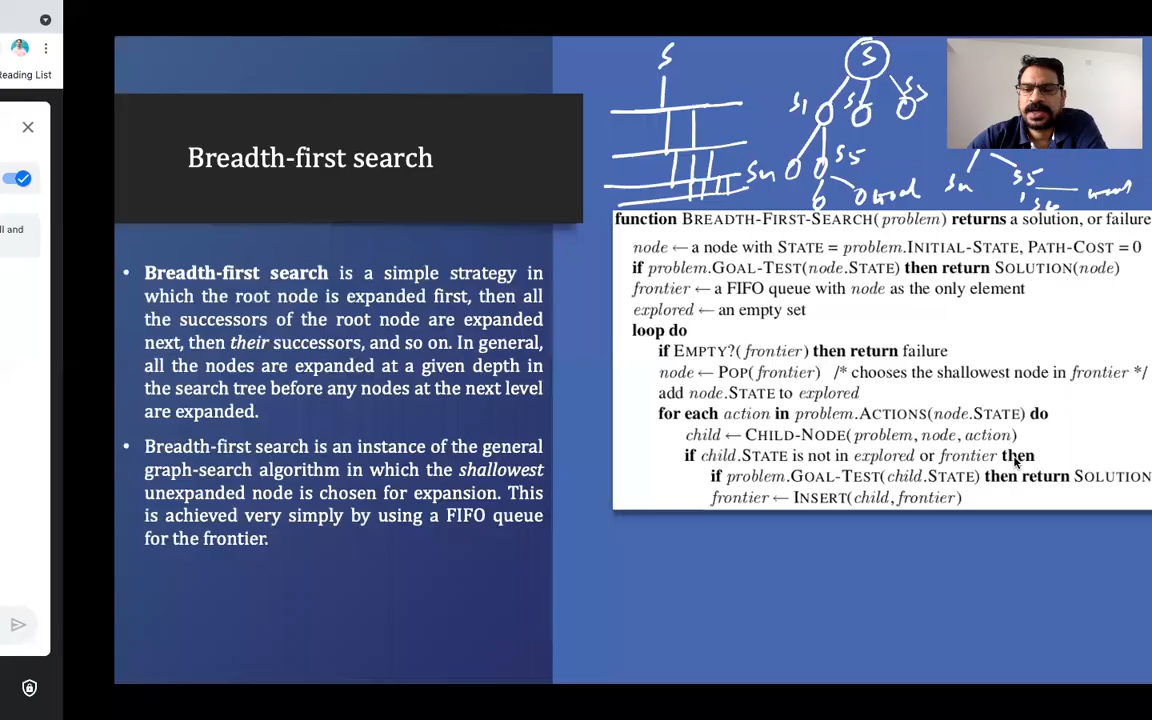 Reading List
ll and
Breadth-first search
• Breadth-first search is a simple strategy in
which the root node is expanded first, then all
the successors of the root node are expanded
next, then their successors, and so on. In general,
all the nodes are expanded at a given depth in
the search tree before any nodes at the next level
are expanded.
• Breadth-first search is an instance of the general
graph-search algorithm in which the shallowest
unexpanded node is chosen for expansion. This
is achieved very simply by using a FIFO queue
for the frontier.
S
S
S1
S5
S5
function BREADTH-FIRST-SEARCH(problem) returns a solution, or failure
node ← a node with STATE = problem.INITIAL-STATE, PATH-COST = 0
if problem.GOAL-TEST(node.STATE) then return SOLUTION(node)
frontier ← a FIFO queue with node as the only element
explored ← an empty set
loop do
if EMPTY?(frontier) then return failure
node ← POP(frontier) /* chooses the shallowest node in frontier */
add node.STATE to explored
for each action in problem.ACTIONS(node.STATE) do
child ← CHILD-NODE(problem, node, action)
if child.STATE is not in explored or frontier then
if problem.GOAL-TEST(child.STATE) then return SOLUTION
frontier ← INSERT(child, frontier)